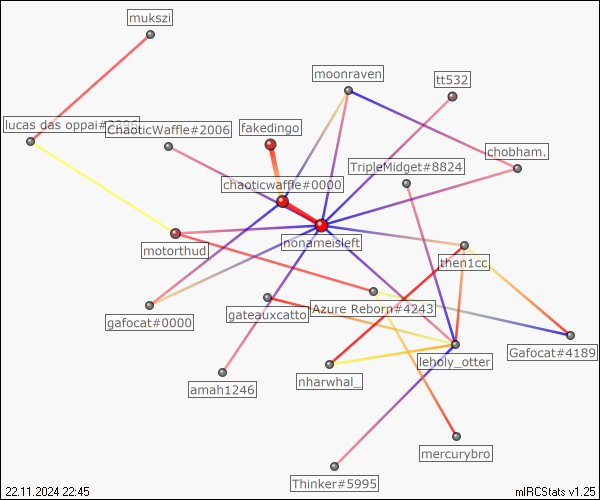 mukszi
moonraven
tt532
lucas das oppai#
ChaoticWaffle#2006
fakedingo
chobham.
TripleMidget#8824
chaoticwaffle#0000
nonameisleft
motorthud
then1cc
gateauxcatto
Azure Reborn#4243
gafocat#0000
Gafocat#4189
leholy_otter
nharwhal_
amah1246
mercurybro
Thinker#5995
22.11.2024 22:45
mIRCStats v1.25